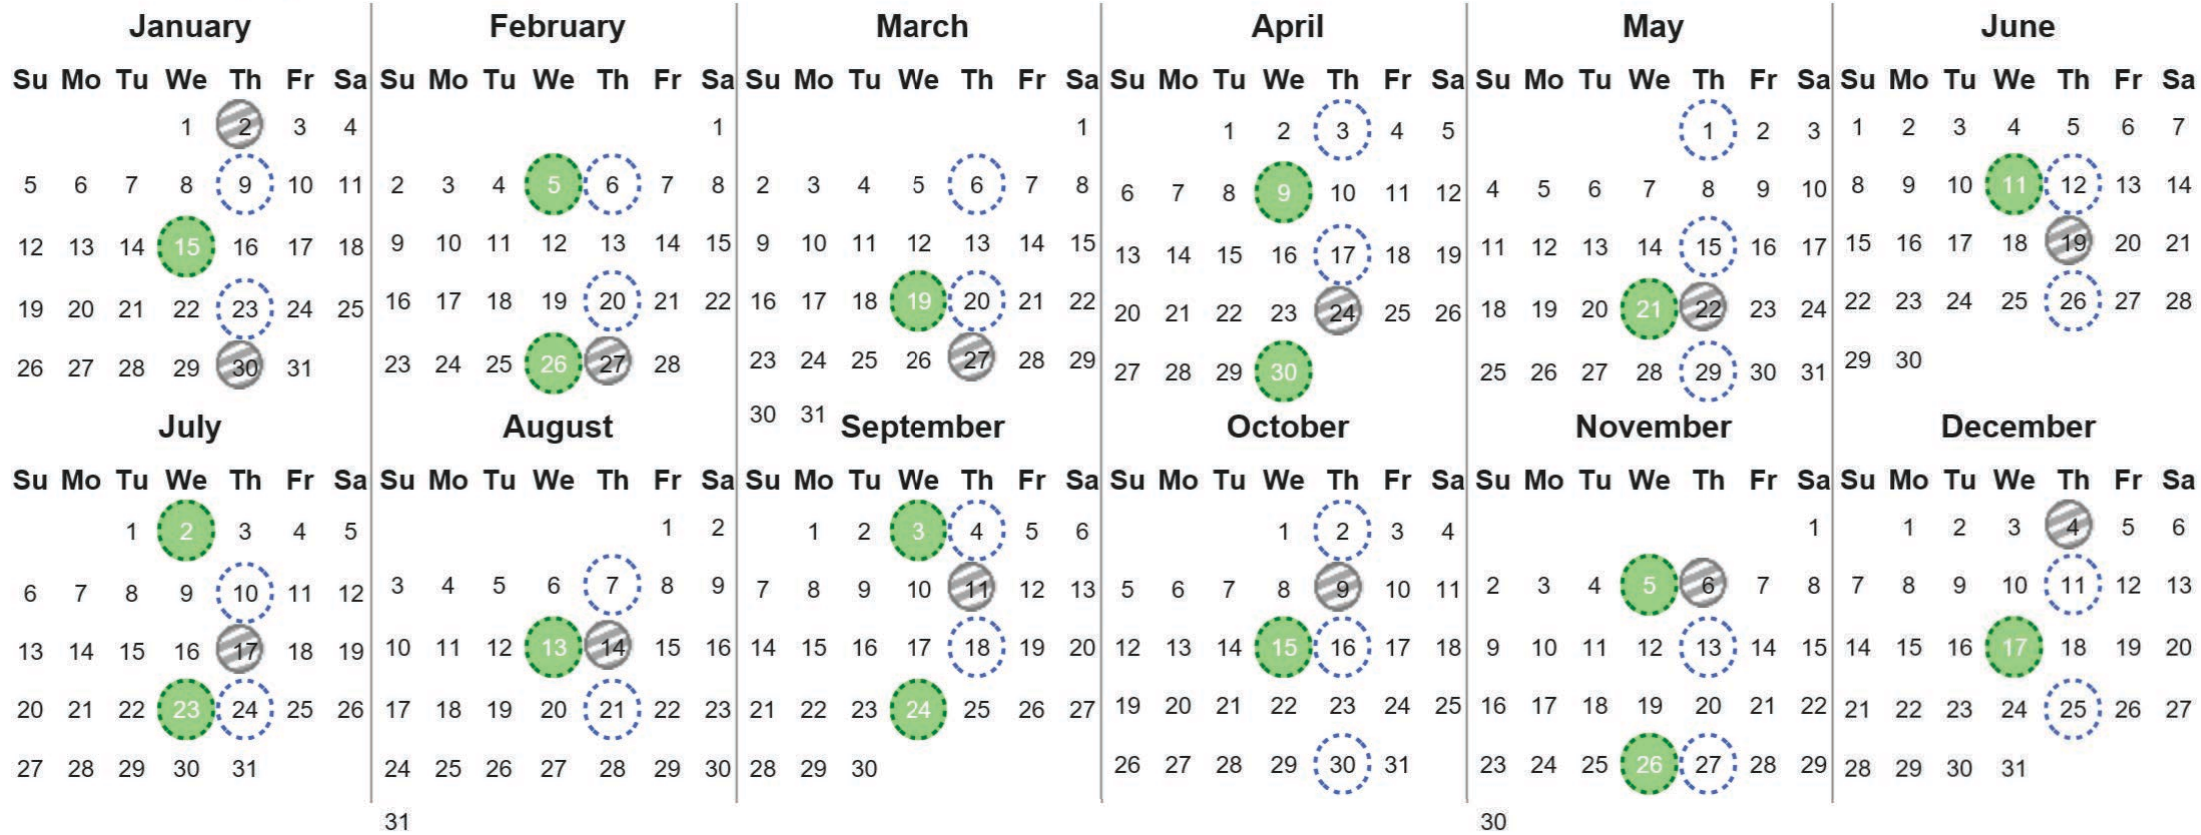 January
Su Mo Tu We Th Fr Sa
1 2 3 4
5 6 7 8 9 10 11
12 13 14 15 16 17 18
19 20 21 22 23 24 25
26 27 28 29 30 31
February
Su Mo Tu We Th Fr Sa
1
2 3 4 5 6 7 8
9 10 11 12 13 14 15
16 17 18 19 20 21 22
23 24 25 26 27 28
March
Su Mo Tu We Th Fr Sa
1
2 3 4 5 6 7 8
9 10 11 12 13 14 15
16 17 18 19 20 21 22
23 24 25 26 27 28 29
30 31
April
Su Mo Tu We Th Fr Sa
1 2 3 4 5
6 7 8 9 10 11 12
13 14 15 16 17 18 19
20 21 22 23 24 25 26
27 28 29 30
May
Su Mo Tu We Th Fr Sa
1 2 3
4 5 6 7 8 9 10
11 12 13 14 15 16 17
18 19 20 21 22 23 24
25 26 27 28 29 30 31
June
Su Mo Tu We Th Fr Sa
1 2 3 4 5 6 7
8 9 10 11 12 13 14
15 16 17 18 19 20 21
22 23 24 25 26 27 28
29 30
July
Su Mo Tu We Th Fr Sa
1 2 3 4 5
6 7 8 9 10 11 12
13 14 15 16 17 18 19
20 21 22 23 24 25 26
27 28 29 30 31
August
Su Mo Tu We Th Fr Sa
1 2
3 4 5 6 7 8 9
10 11 12 13 14 15 16
17 18 19 20 21 22 23
24 25 26 27 28 29 30
31
September
Su Mo Tu We Th Fr Sa
1 2 3 4 5 6
7 8 9 10 11 12 13
14 15 16 17 18 19 20
21 22 23 24 25 26 27
28 29 30
October
Su Mo Tu We Th Fr Sa
1 2 3 4
5 6 7 8 9 10 11
12 13 14 15 16 17 18
19 20 21 22 23 24 25
26 27 28 29 30 31
November
Su Mo Tu We Th Fr Sa
1
2 3 4 5 6 7 8
9 10 11 12 13 14 15
16 17 18 19 20 21 22
23 24 25 26 27 28 29
30
December
Su Mo Tu We Th Fr Sa
1 2 3 4 5 6
7 8 9 10 11 12 13
14 15 16 17 18 19 20
21 22 23 24 25 26 27
28 29 30 31